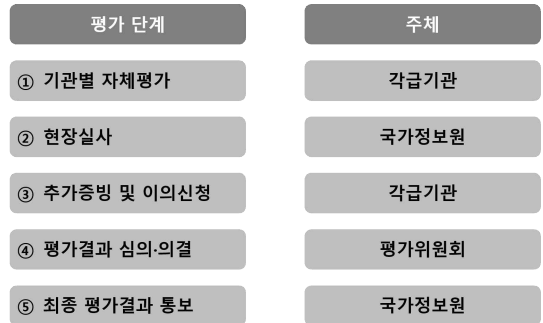 평가 단계 주체
① 기관별 자체평가 각급기관
② 현장실사 국가정보원
③ 추가증빙 및 이의신청 각급기관
④ 평가결과 심의·의결 평가위원회
⑤ 최종 평가결과 통보 국가정보원